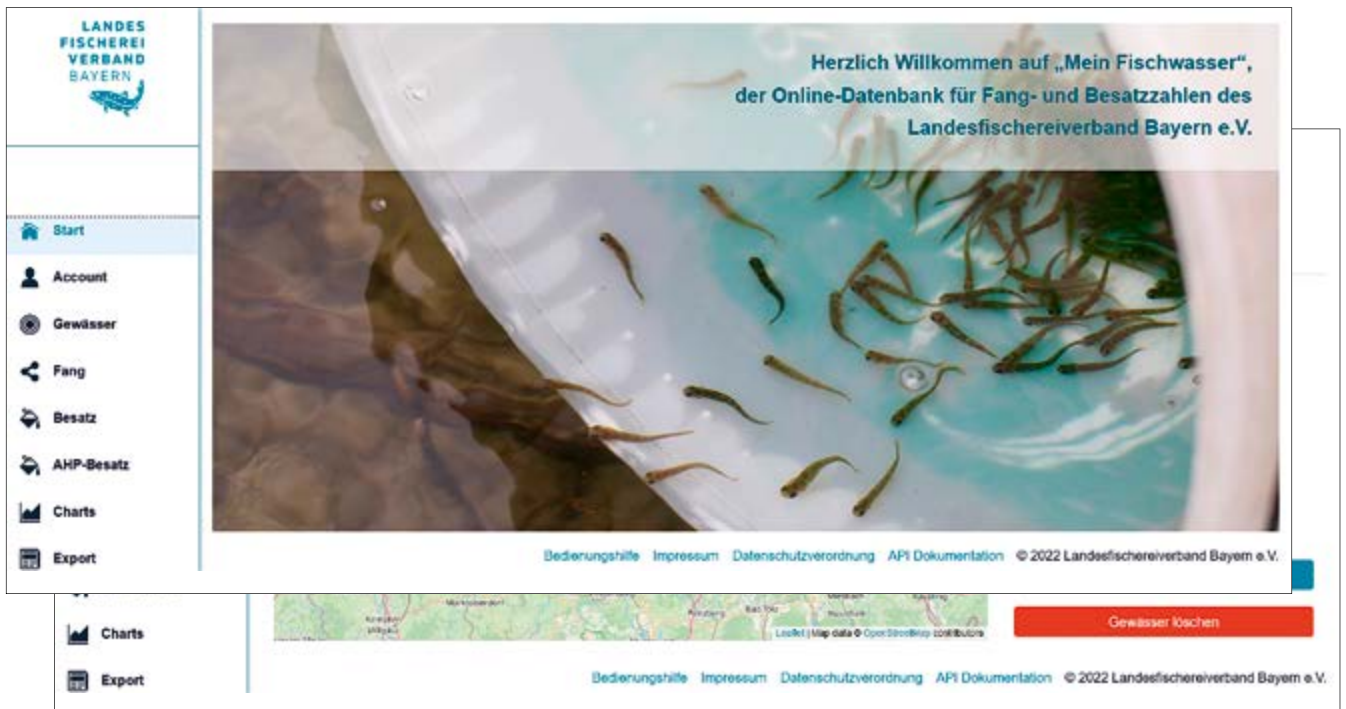 LANDES
FISCHEREI
VERBAND
BAYERN
Herzlich Willkommen auf „Mein Fischwasser“,
der Online-Datenbank für Fang- und Besatzzahlen des
Landesfischereiverband Bayern e.V.
Start
Account
Gewässer
Fang
Besatz
AHP-Besatz
Charts
Export
Bedienungshilfe Impressum Datenschutzverordnung API Dokumentation © 2022 Landesfischereiverband Bayern e.V.
Leaflet | Map data © OpenStreetMap contributors
Gewässer löschen
Charts
Export
Bedienungshilfe Impressum Datenschutzverordnung API Dokumentation © 2022 Landesfischereiverband Bayern e.V.